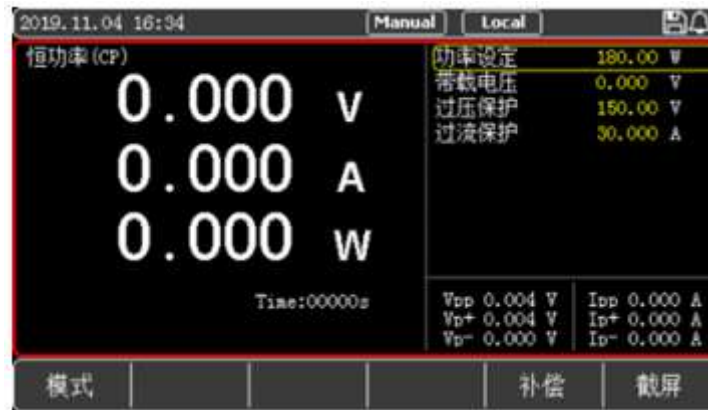 2019.11.04 16:34 Manual Local
恒功率(CP)
0.000 V
0.000 A
0.000 W
Time:00000s
功率设定 180.00 W
带载电压 0.000 V
过压保护 150.00 V
过流保护 30.000 A
Vpp 0.004 V Ipp 0.000 A
Vp+ 0.004 V Ip+ 0.000 A
Vp- 0.000 V Ip- 0.000 A
模式 补偿 截屏